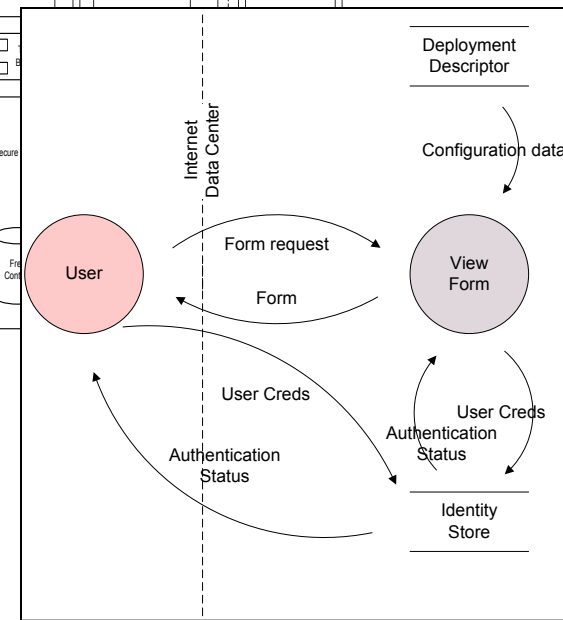 Deployment
Descriptor
Internet
Data Center
Configuration data
Form request
User
View
Form
Form
User Creds
User Creds
Authentication
Status
Authentication
Status
Identity
Store
ecure